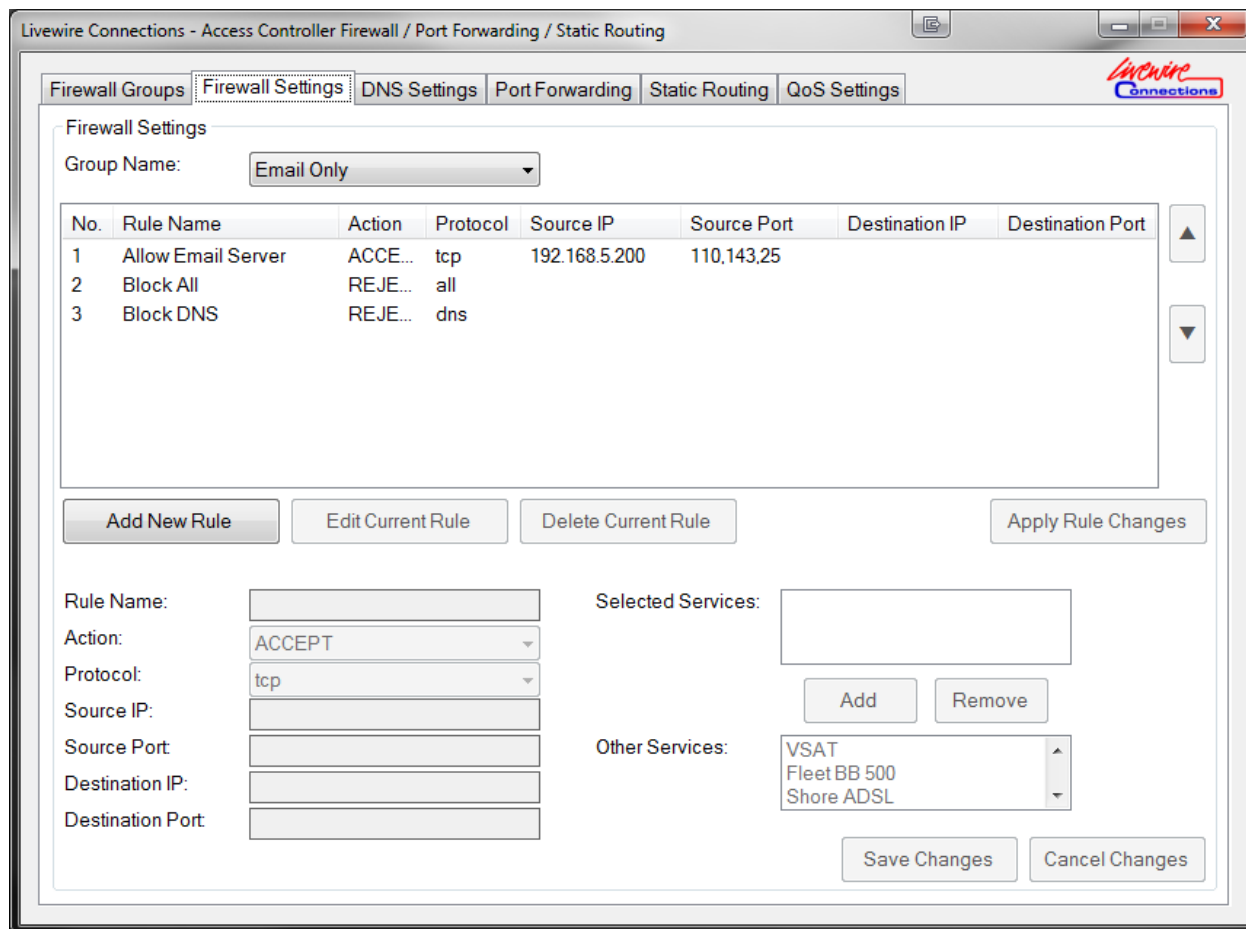 Livewire Connections - Access Controller Firewall / Port Forwarding / Static Routing
Livewire Connections
Firewall Groups Firewall Settings DNS Settings Port Forwarding Static Routing QoS Settings
Firewall Settings
Group Name: Email Only
No. Rule Name Action Protocol Source IP Source Port Destination IP Destination Port
1 Allow Email Server ACCE... tcp 192.168.5.200 110,143,25
2 Block All REJE... all
3 Block DNS REJE... dns
Add New Rule Edit Current Rule Delete Current Rule Apply Rule Changes
Rule Name: Selected Services:
Action: ACCEPT
Protocol: tcp
Source IP: Add Remove
Source Port: Other Services: VSAT
Fleet BB 500
Destination IP: Shore ADSL
Destination Port:
Save Changes Cancel Changes